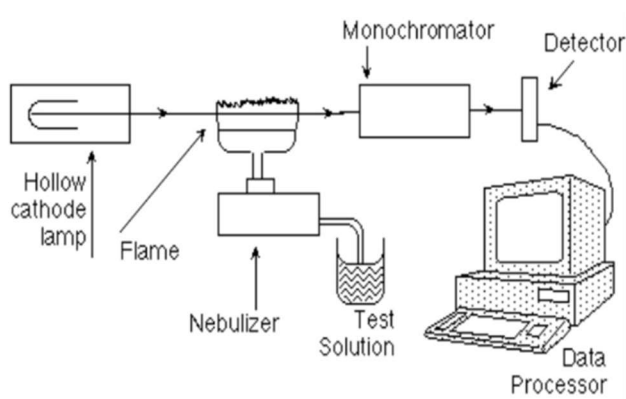 Monochromator
Detector
Hollow
cathode
lamp
Flame
Nebulizer
Test
Solution
Data
Processor